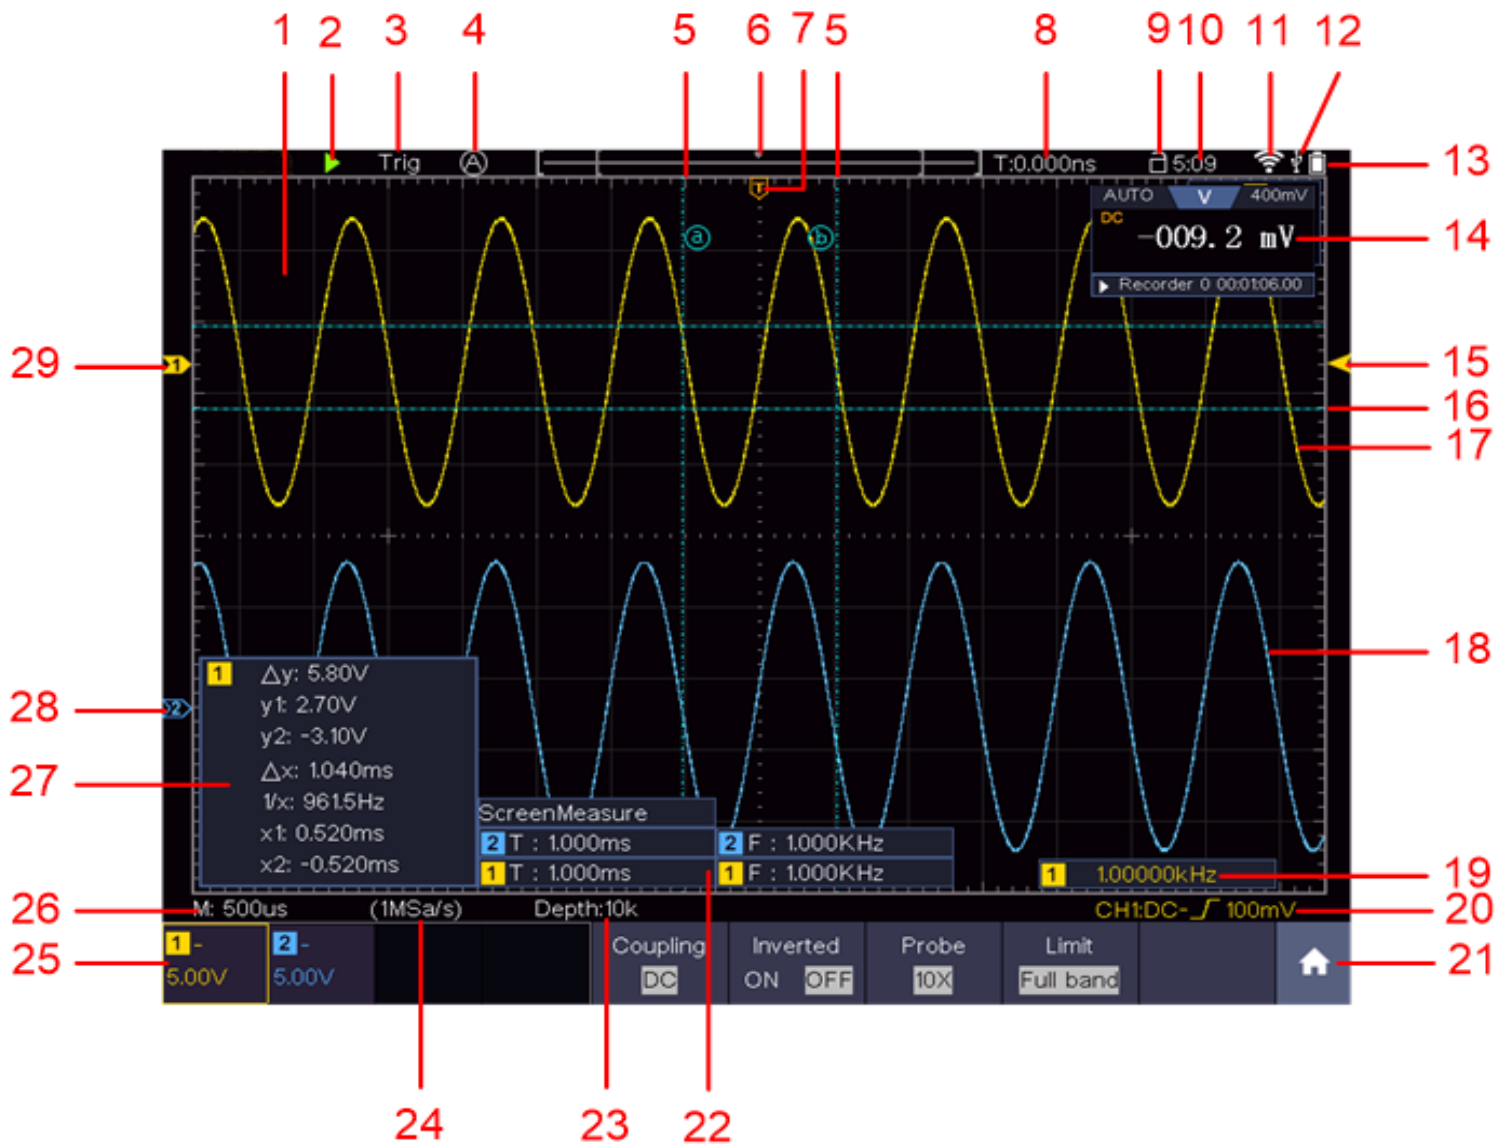 1 2 3 4 5 6 7 5 8 9 10 11 12
Trig A T:0.000ns 5:09
13
T
AUTO V 400mV
DC
-009.2 mV
14
a b
Recorder 0 00:01:06.00
29
1
15
16
17
18
28
2
1 △y: 5.80V
y1: 2.70V
y2: -3.10V
27
△x: 1.040ms
1/x: 961.5Hz
x1: 0.520ms
x2: -0.520ms
ScreenMeasure
2 T : 1.000ms 2 F : 1.000KHz
1 T : 1.000ms 1 F : 1.000KHz
1 1.00000kHz
19
26
M: 500us (1MSa/s) Depth:10k CH1:DC- 100mV
20
25
1 -
5.00V
2 -
5.00V
Coupling
DC
Inverted
ON OFF
Probe
10X
Limit
Full band
21
24 23 22